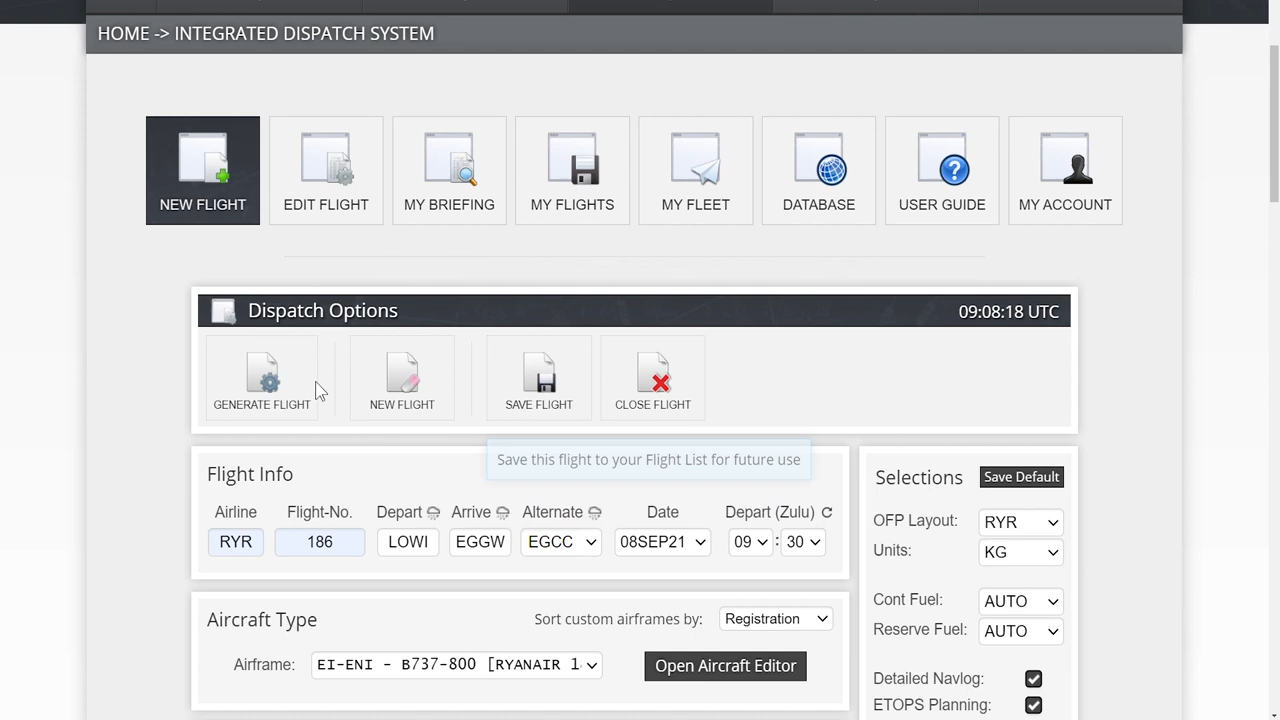 HOME -> INTEGRATED DISPATCH SYSTEM
NEW FLIGHT
EDIT FLIGHT
MY BRIEFING
MY FLIGHTS
MY FLEET
DATABASE
USER GUIDE
MY ACCOUNT
Dispatch Options
09:08:18 UTC
GENERATE FLIGHT
NEW FLIGHT
SAVE FLIGHT
CLOSE FLIGHT
Save this flight to your Flight List for future use
Flight Info
Airline Flight-No. Depart Arrive Alternate Date Depart (Zulu)
RYR 186 LOWI EGGW EGCC 08SEP21 09 : 30
Aircraft Type
Sort custom airframes by: Registration
Airframe: EI-ENI - B737-800 [RYANAIR 1
Open Aircraft Editor
Selections Save Default
OFP Layout: RYR
Units: KG
Cont Fuel: AUTO
Reserve Fuel: AUTO
Detailed Navlog:
ETOPS Planning: